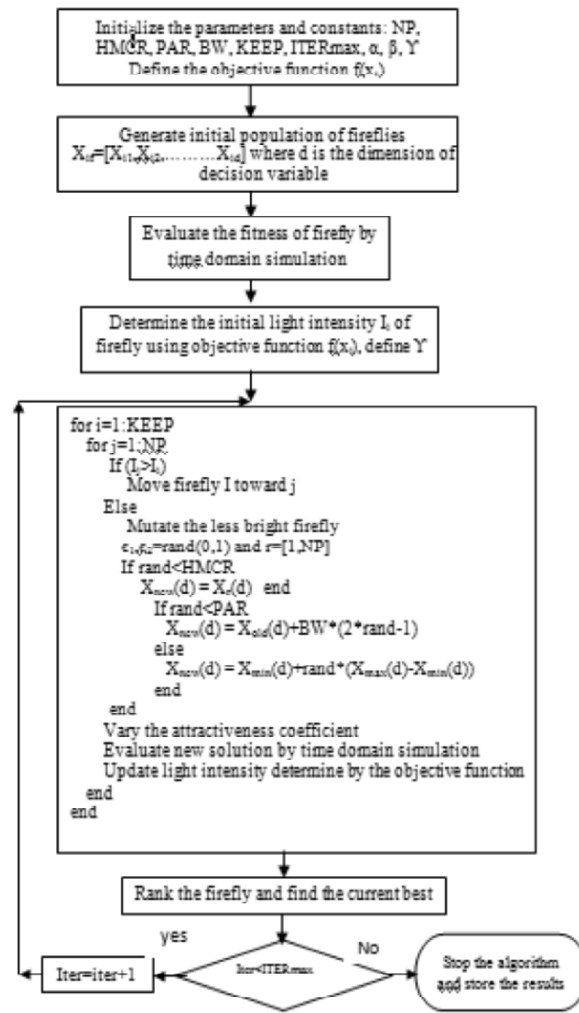 Initialize the parameters and constants: NP,
HMCR, PAR, BW, KEEP, ITERmax, α, β, ϒ
Define the objective function f(xᵢ)
Generate initial population of fireflies
Xᵢf=[Xᵢ1,Xᵢ2,………Xᵢd] where d is the dimension of
decision variable
Evaluate the fitness of firefly by
time domain simulation
Determine the initial light intensity Iᵢ of
firefly using objective function f(xᵢ), define ϒ
for i=1:KEEP
for j=1:NP
If (Iⱼ>Iᵢ)
Move firefly I toward j
Else
Mutate the less bright firefly
=rand(0,1) and r=[1,NP]
If rand<HMCR
Xnew(d) = Xr(d) end
If rand<PAR
Xnew(d) = Xold(d)+BW*(2*rand-1)
else
Xnew(d) = Xmin(d)+rand*(Xmax(d)-Xmin(d))
end
end
Vary the attractiveness coefficient
Evaluate new solution by time domain simulation
Update light intensity determine by the objective function
end
end
Rank the firefly and find the current best
yes
No
Iter=iter+1
Iter<ITERmax
Stop the algorithm
and store the results